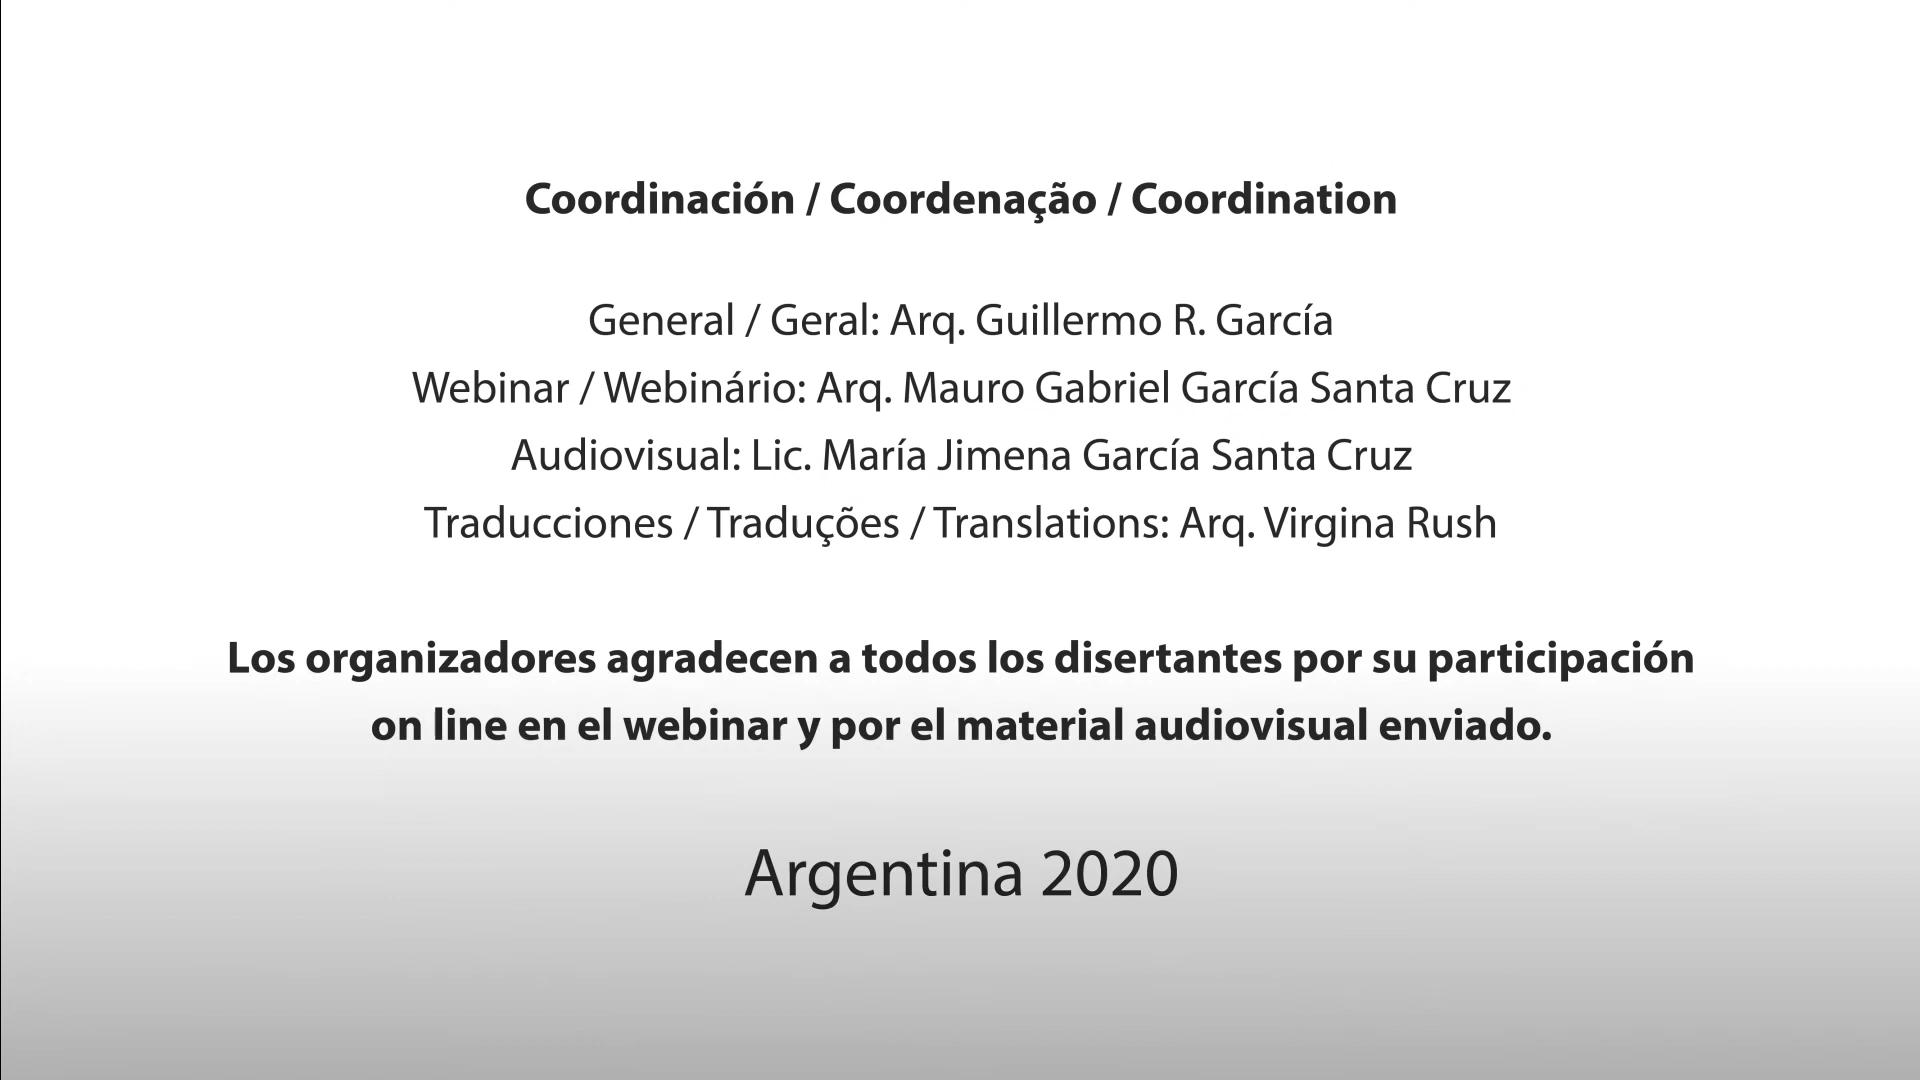 Coordinación / Coordenação / Coordination
General / Geral: Arq. Guillermo R. García
Webinar / Webinário: Arq. Mauro Gabriel García Santa Cruz
Audiovisual: Lic. María Jimena García Santa Cruz
Traducciones / Traduções / Translations: Arq. Virgina Rush
Los organizadores agradecen a todos los disertantes por su participación
on line en el webinar y por el material audiovisual enviado.
Argentina 2020